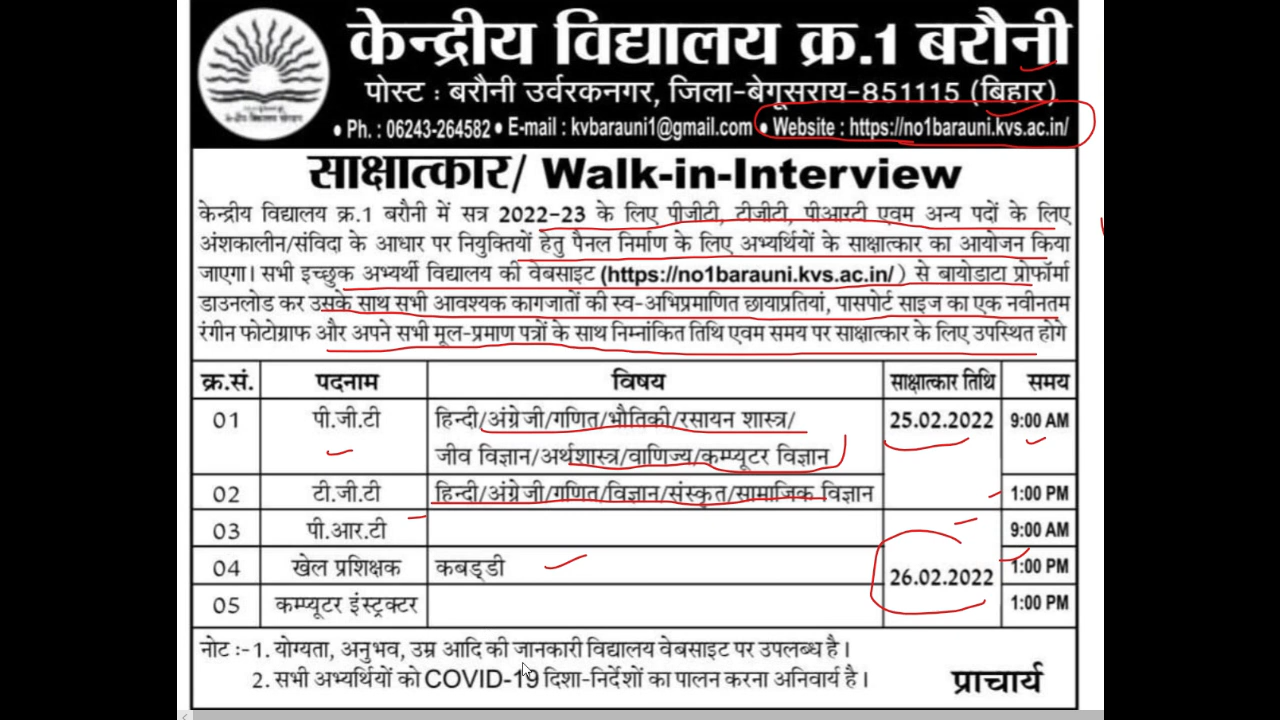 केन्द्रीय विद्यालय क्र.1 बरौनी
पोस्ट : बरौनी उर्वरकनगर, जिला-बेगूसराय-851115 (बिहार)
• Ph. : 06243-264582 • E-mail : kvbarauni1@gmail.com • Website : https://no1barauni.kvs.ac.in/
साक्षात्कार/ Walk-in-Interview
केन्द्रीय विद्यालय क्र.1 बरौनी में सत्र 2022-23 के लिए पीजीटी, टीजीटी, पीआरटी एवम अन्य पदों के लिए
अंशकालीन/संविदा के आधार पर नियुक्तियों हेतु पैनल निर्माण के लिए अभ्यर्थियों के साक्षात्कार का आयोजन किया
जाएगा। सभी इच्छुक अभ्यर्थी विद्यालय की वेबसाइट (https://no1barauni.kvs.ac.in/ ) से बायोडाटा प्रोफॉर्मा
डाउनलोड कर उसके साथ सभी आवश्यक कागजातों की स्व-अभिप्रमाणित छायाप्रतियां, पासपोर्ट साइज का एक नवीनतम
रंगीन फोटोग्राफ और अपने सभी मूल-प्रमाण पत्रों के साथ निम्नांकित तिथि एवम समय पर साक्षात्कार के लिए उपस्थित होगे
क्र.सं. पदनाम विषय साक्षात्कार तिथि समय
01 पी.जी.टी हिन्दी/अंग्रेजी/गणित/भौतिकी/रसायन शास्त्र/ 25.02.2022 9:00 AM
जीव विज्ञान/अर्थशास्त्र/वाणिज्य/कम्प्यूटर विज्ञान
02 टी.जी.टी हिन्दी/अंग्रेजी/गणित/विज्ञान/संस्कृत/सामाजिक विज्ञान 1:00 PM
03 पी.आर.टी 9:00 AM
04 खेल प्रशिक्षक कबड्डी 26.02.2022 1:00 PM
05 कम्प्यूटर इंस्ट्रक्टर 1:00 PM
नोट :-1. योग्यता, अनुभव, उम्र आदि की जानकारी विद्यालय वेबसाइट पर उपलब्ध है।
2. सभी अभ्यर्थियों को COVID-19 दिशा-निर्देशों का पालन करना अनिवार्य है।
प्राचार्य